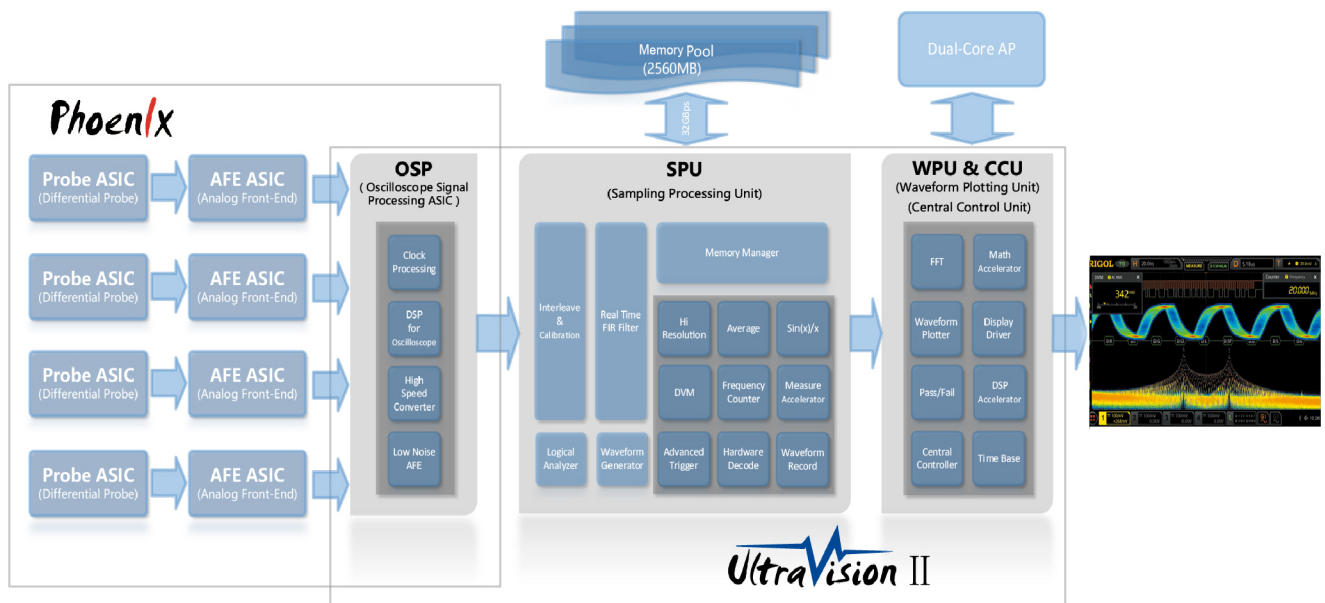 Memory Pool
(2560MB)
Dual-Core AP
32GBps
Phoenix
Probe ASIC
(Differential Probe)
AFE ASIC
(Analog Front-End)
Probe ASIC
(Differential Probe)
AFE ASIC
(Analog Front-End)
Probe ASIC
(Differential Probe)
AFE ASIC
(Analog Front-End)
Probe ASIC
(Differential Probe)
AFE ASIC
(Analog Front-End)
OSP
( Oscilloscope Signal
Processing ASIC )
Clock
Processing
DSP
for
Oscilloscope
High
Speed
Converter
Low Noise
AFE
SPU
(Sampling Processing Unit)
Interleave
&
Calibration
Real Time
FIR Filter
Memory Manager
Hi
Resolution
Average
Sin(x)/x
DVM
Frequency
Counter
Measure
Accelerator
Logical
Analyzer
Waveform
Generator
Advanced
Trigger
Hardware
Decode
Waveform
Record
WPU & CCU
(Waveform Plotting Unit)
(Central Control Unit)
FFT
Math
Accelerator
Waveform
Plotter
Display
Driver
Pass/Fail
DSP
Accelerator
Central
Controller
Time Base
RIGOL
H
D
T
MEASURE
DVM
Counter
342
20.000
1
UltraVision II